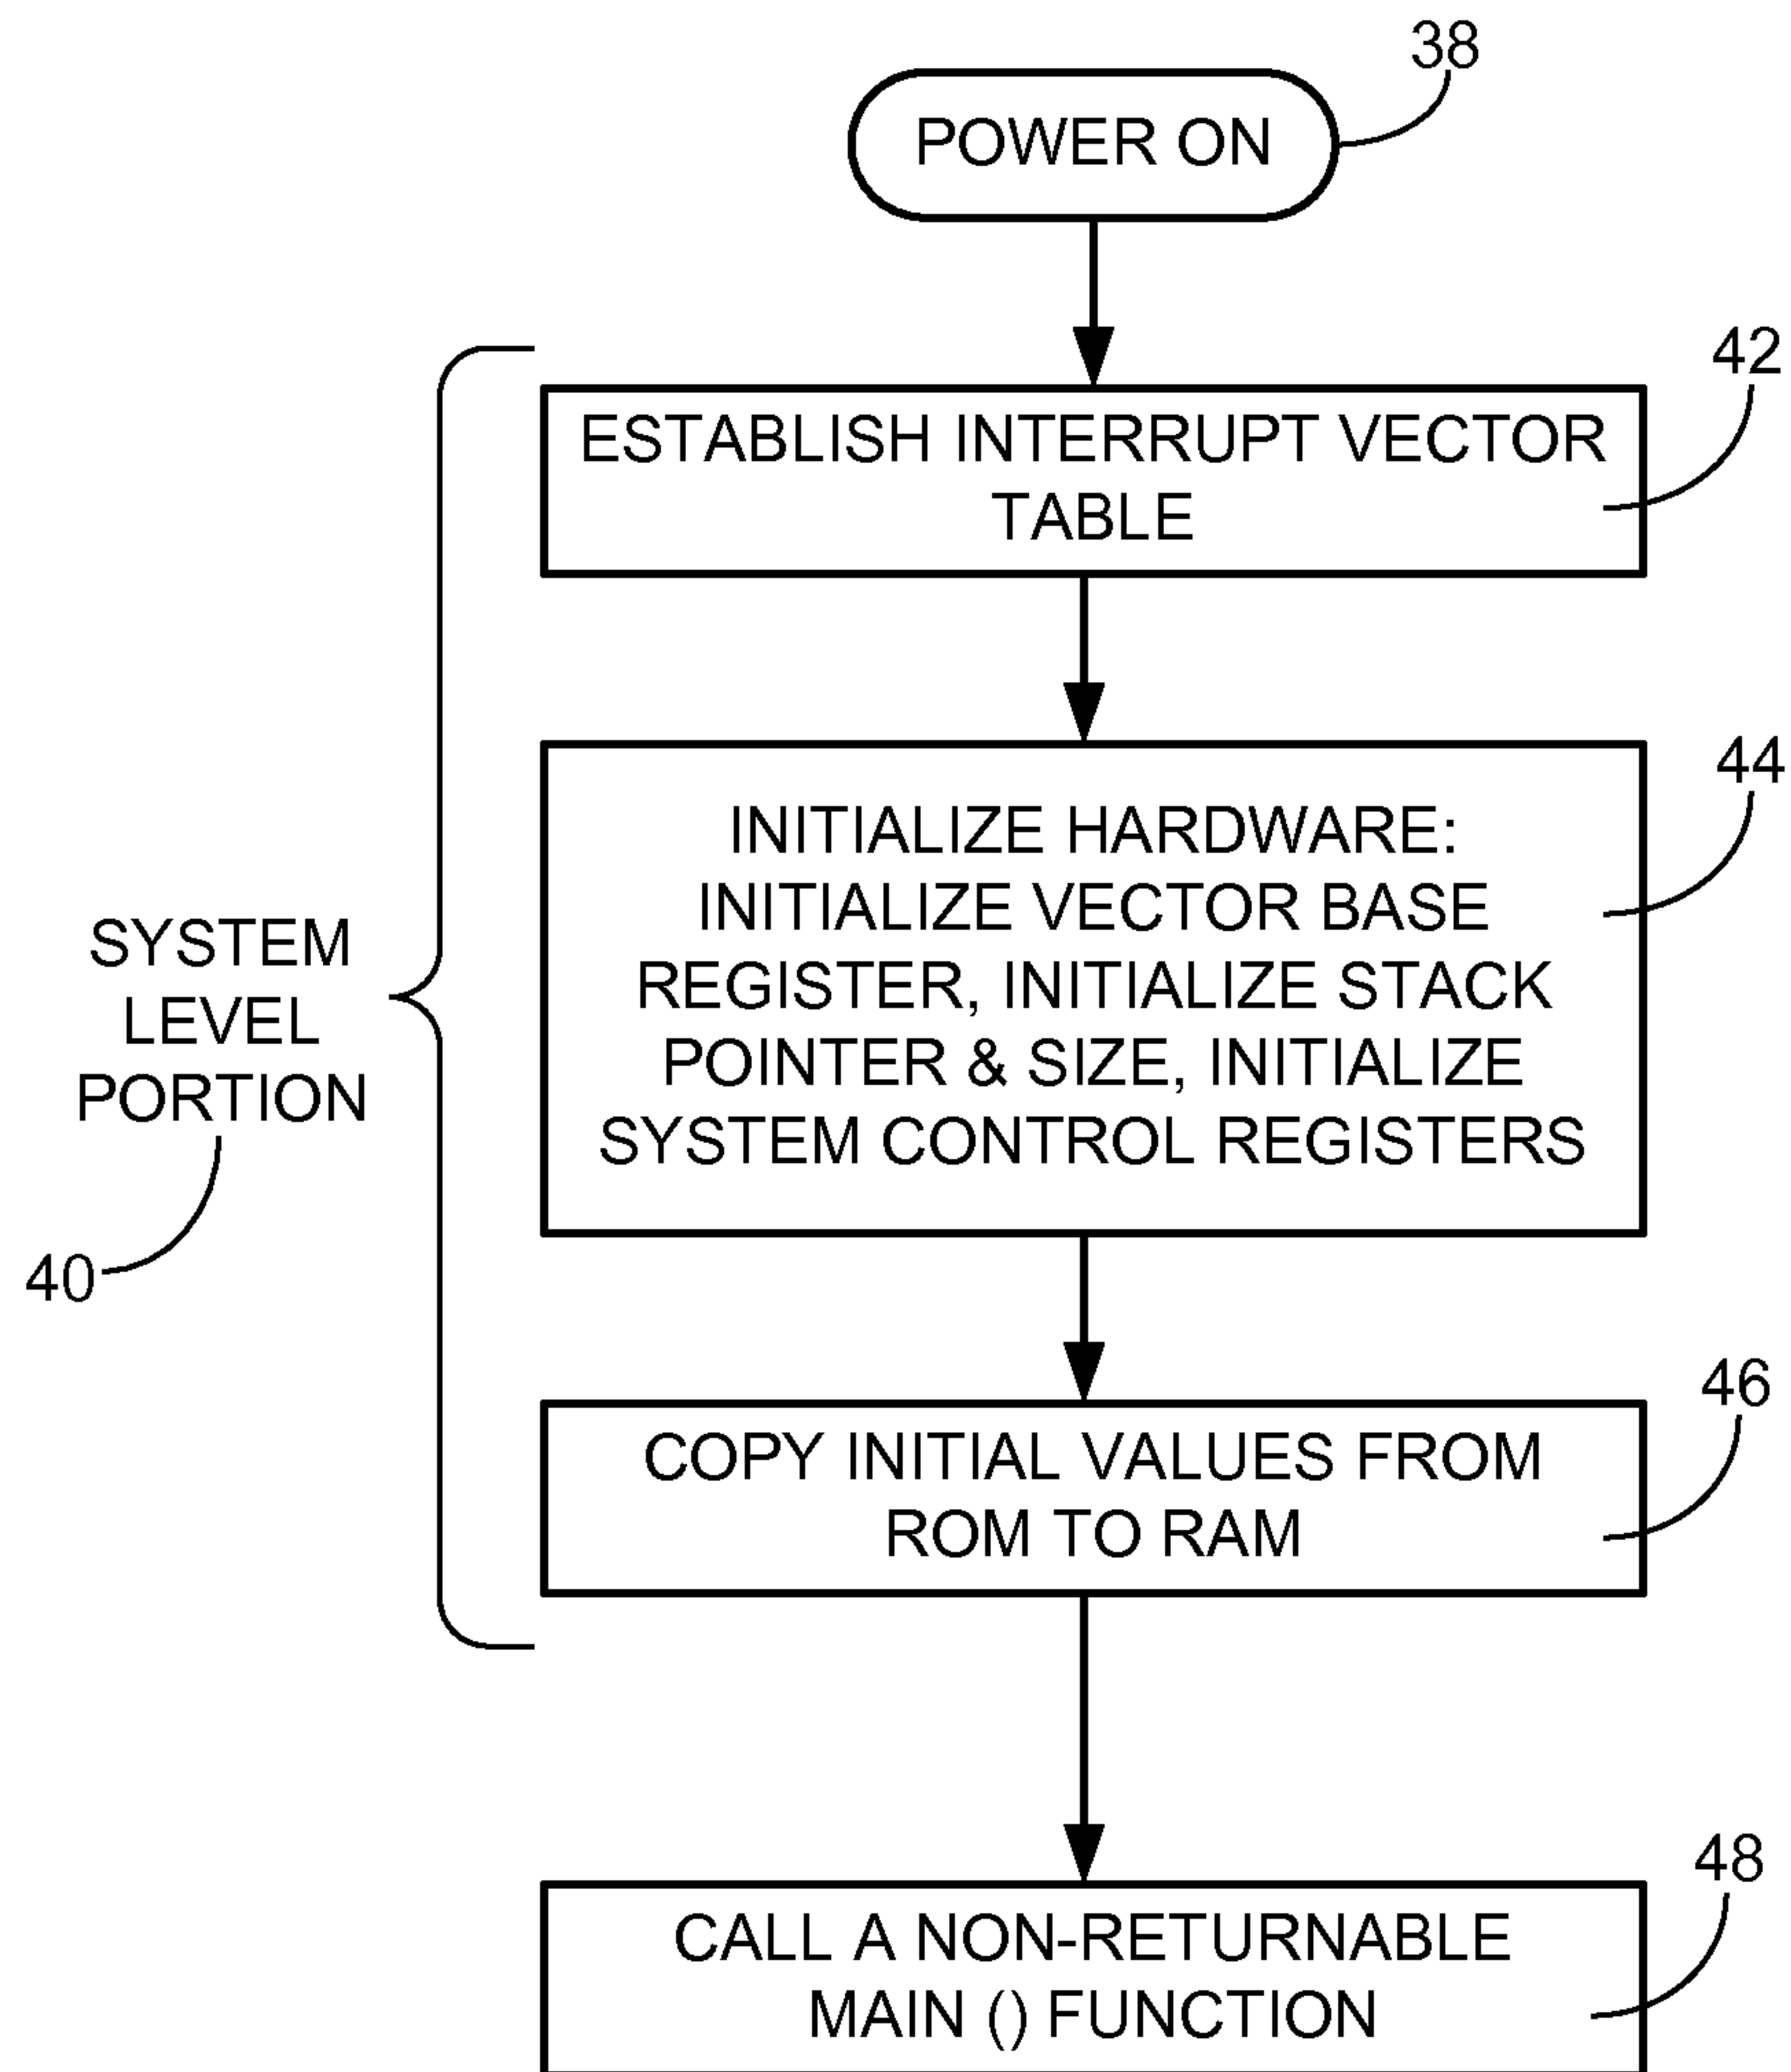 38
POWER ON
42
ESTABLISH INTERRUPT VECTOR
TABLE
44
INITIALIZE HARDWARE:
INITIALIZE VECTOR BASE
REGISTER, INITIALIZE STACK
POINTER & SIZE, INITIALIZE
SYSTEM CONTROL REGISTERS
SYSTEM
LEVEL
PORTION
40
46
COPY INITIAL VALUES FROM
ROM TO RAM
48
CALL A NON-RETURNABLE
MAIN () FUNCTION